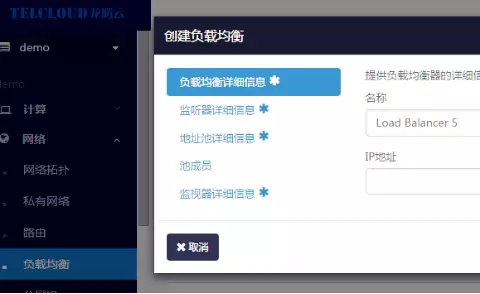 TELCLOUD 龙腾云
demo
demo
计算
网络
网络拓扑
私有网络
路由
负载均衡
创建负载均衡
负载均衡详细信息 *
监听器详细信息 *
地址池详细信息 *
池成员
监视器详细信息 *
提供负载均衡器的详细信
名称
Load Balancer 5
IP地址
✖ 取消